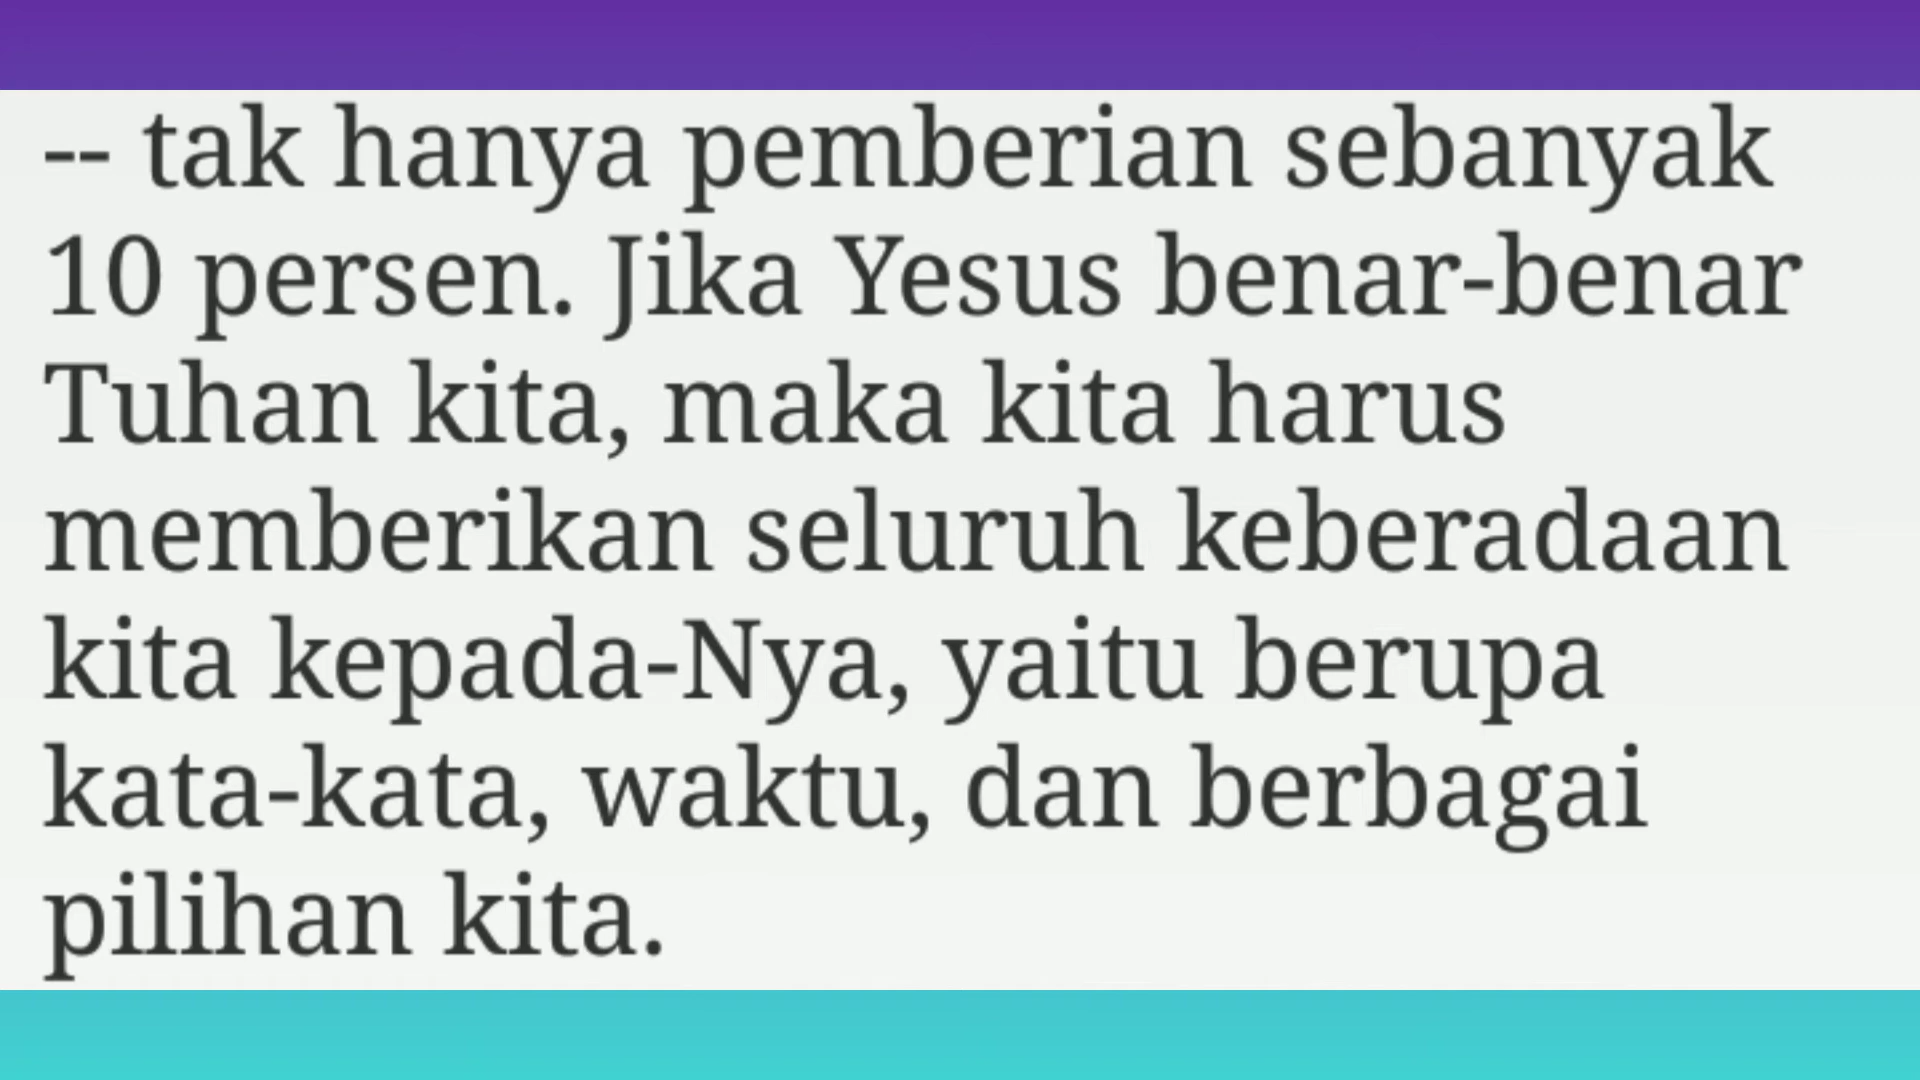 -- tak hanya pemberian sebanyak
10 persen. Jika Yesus benar-benar
Tuhan kita, maka kita harus
memberikan seluruh keberadaan
kita kepada-Nya, yaitu berupa
kata-kata, waktu, dan berbagai
pilihan kita.